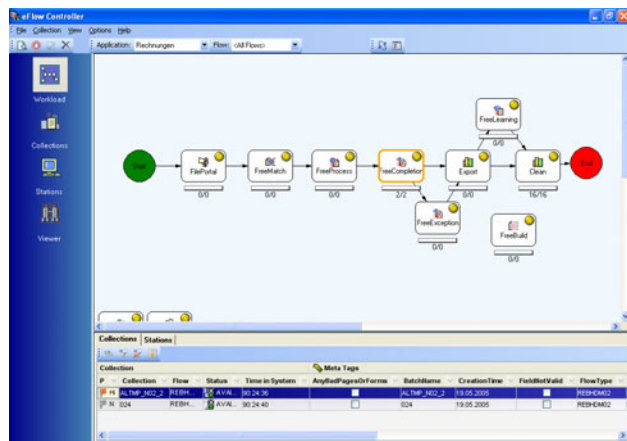 eFlow Controller
File Collection View Options Help
Application: Rechnungen Flow: <All Flows>
Workload
Collections
Stations
Viewer
FreeLearning
0/0
Start FilePortal FreeMatch FreeProcess FreeCompletion Export Clean End
0/0 0/0 0/0 2/2 0/0 16/16
FreeException
0/0
FreeBuild
0/0
Collections Stations
Collection Meta Tags
P Collection Flow Status Time in System AnyBadPagesOrForms BatchName CreationTime FieldNotValid FlowType
ALTMP_N02_2 REBH... AVAI... 90:24:36 ALTMP_N02_2 19.05.2005 REBHDM02
N 024 REBH... AVAI... 90:24:40 024 19.05.2005 REBHDM02